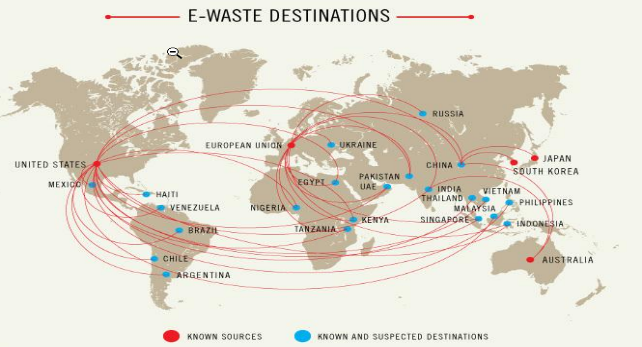 E-WASTE DESTINATIONS
RUSSIA
EUROPEAN UNION
UKRAINE
UNITED STATES
CHINA
JAPAN
SOUTH KOREA
MEXICO
EGYPT
PAKISTAN
UAE
INDIA
THAILAND
VIETNAM
HAITI
VENEZUELA
NIGERIA
KENYA
MALAYSIA
PHILIPPINES
BRAZIL
TANZANIA
SINGAPORE
INDONESIA
CHILE
AUSTRALIA
ARGENTINA
KNOWN SOURCES
KNOWN AND SUSPECTED DESTINATIONS